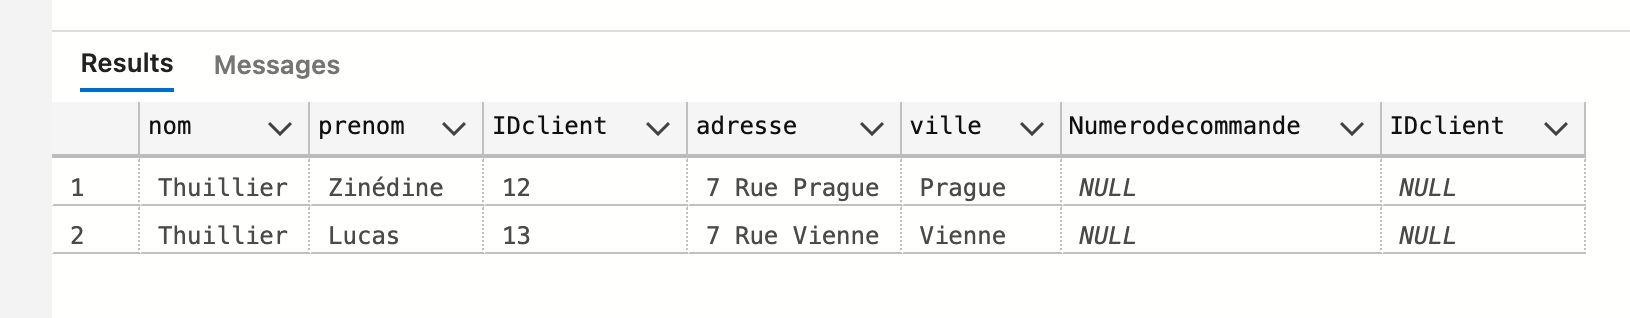 Results Messages
nom prenom IDclient adresse ville Numerodecommande IDclient
1 Thuillier Zinédine 12 7 Rue Prague Prague NULL NULL
2 Thuillier Lucas 13 7 Rue Vienne Vienne NULL NULL